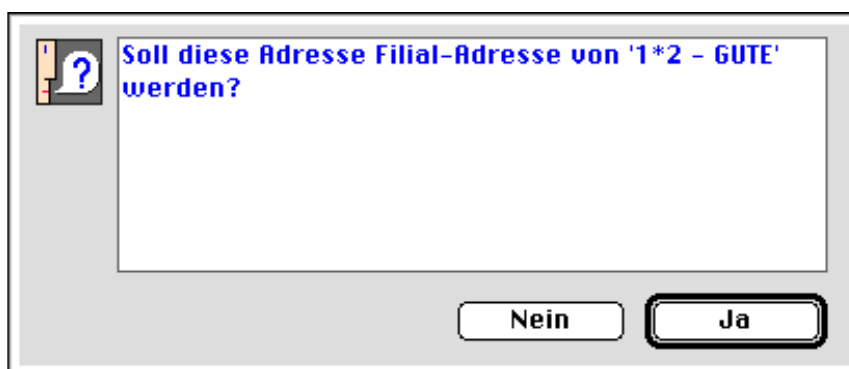 Soll diese Adresse Filial-Adresse von '1*2 - GUTE'
werden?
Nein
Ja